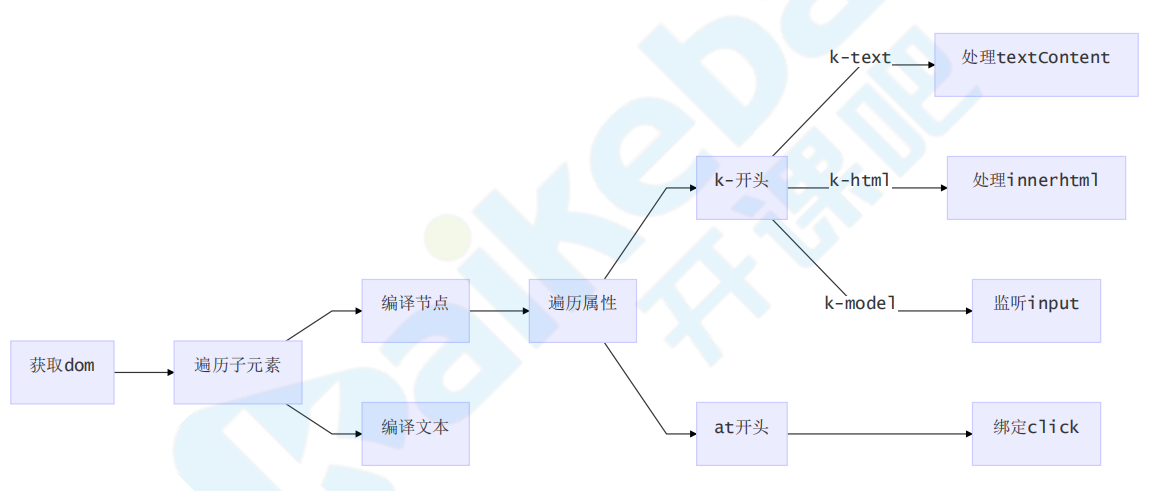 获取dom
遍历子元素
编译节点
编译文本
遍历属性
k-开头
at开头
k-text
k-html
k-model
处理textContent
处理innerhtml
监听input
绑定click
kaikeba
开课吧